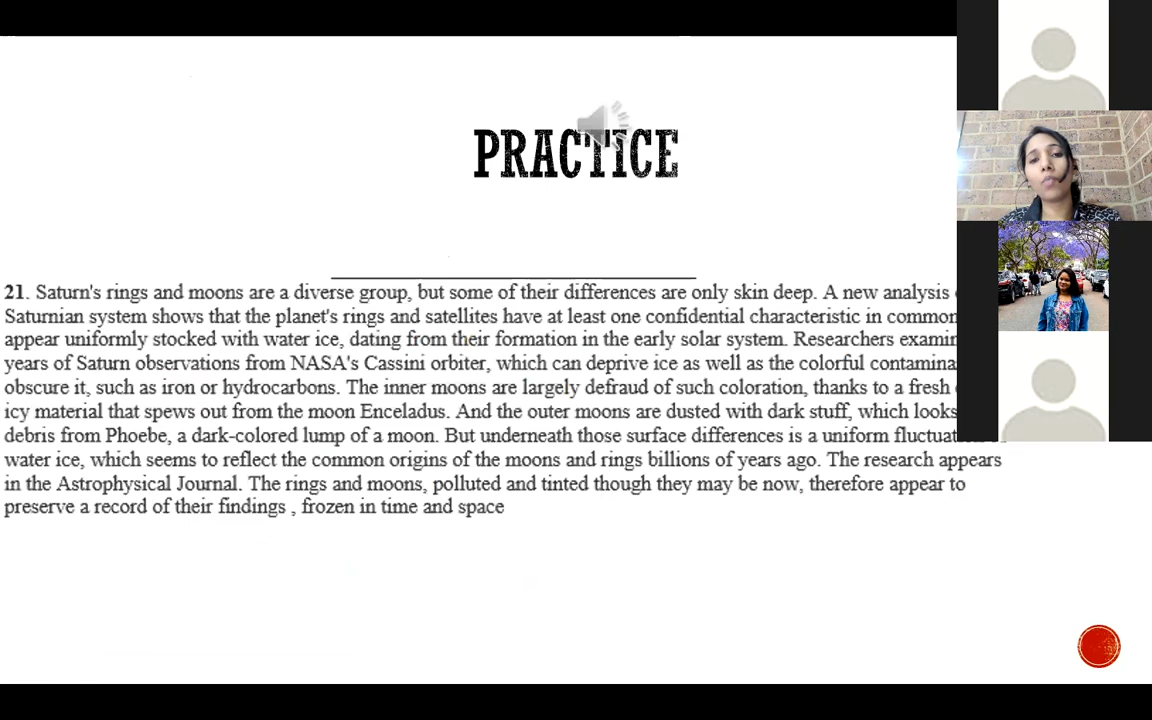 PRACTICE
21. Saturn's rings and moons are a diverse group, but some of their differences are only skin deep. A new analysis
Saturnian system shows that the planet's rings and satellites have at least one confidential characteristic in common
appear uniformly stocked with water ice, dating from their formation in the early solar system. Researchers
years of Saturn observations from NASA's Cassini orbiter, which can deprive ice as well as the colorful
obscure it, such as iron or hydrocarbons. The inner moons are largely defraud of such coloration, thanks to a fresh
icy material that spews out from the moon Enceladus. And the outer moons are dusted with dark stuff, which looks
debris from Phoebe, a dark-colored lump of a moon. But underneath those surface differences is a uniform
water ice, which seems to reflect the common origins of the moons and rings billions of years ago. The research appears
in the Astrophysical Journal. The rings and moons, polluted and tinted though they may be now, therefore appear to
preserve a record of their findings , frozen in time and space